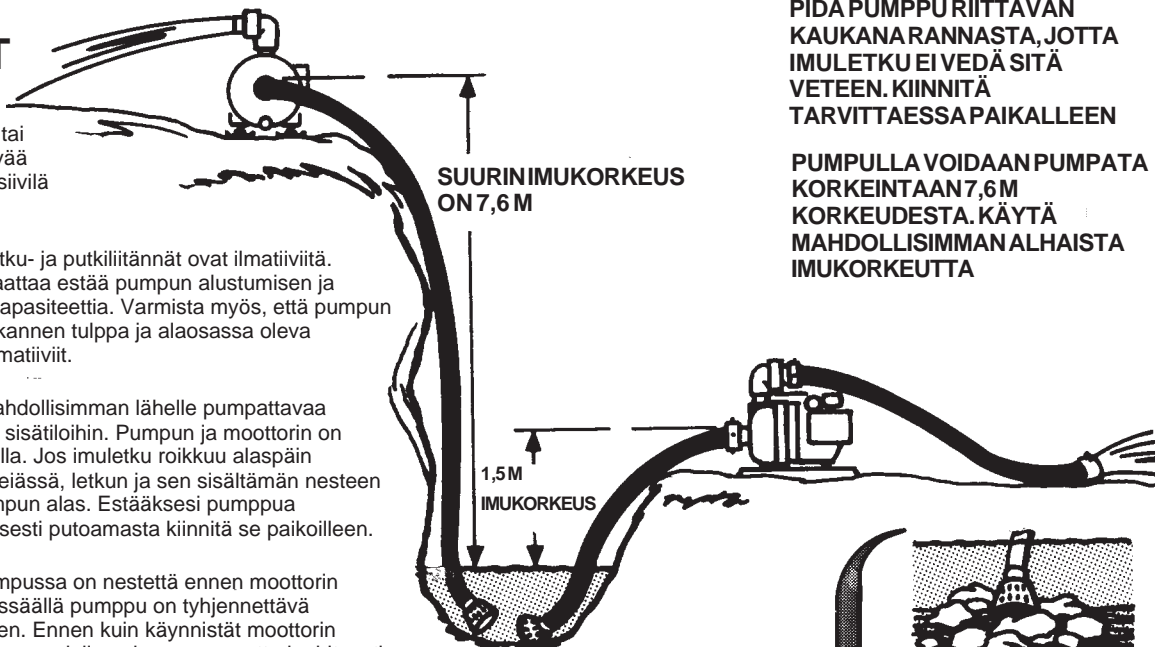 T
tai
vää
siivilä
tku- ja putkiliitännät ovat ilmatiiviitä.
aattaa estää pumpun alustumisen ja
apasiteettia. Varmista myös, että pumpun
kannen tulppa ja alaosassa oleva
matiiviit.
ahdollisimman lähelle pumpattavaa
sisätiloihin. Pumpun ja moottorin on
lla. Jos imuletku roikkuu alaspäin
eiässä, letkun ja sen sisältämän nesteen
mpun alas. Estääksesi pumppua
sesti putoamasta kiinnitä se paikoilleen.
mpussa on nestettä ennen moottorin
ssäällä pumppu on tyhjennettävä
en. Ennen kuin käynnistät moottorin
SUURIN IMUKORKEUS
ON 7,6 M
1,5 M
IMUKORKEUS
PIDÄ PUMPPU RIITTÄVÄN
KAUKANA RANNASTA, JOTTA
IMULETKU EI VEDÄ SITÄ
VETEEN. KIINNITÄ
TARVITTAESSA PAIKALLEEN
PUMPULLA VOIDAAN PUMPATA
KORKEINTAAN 7,6 M
KORKEUDESTA. KÄYTÄ
MAHDOLLISIMMAN ALHAISTA
IMUKORKEUTTA